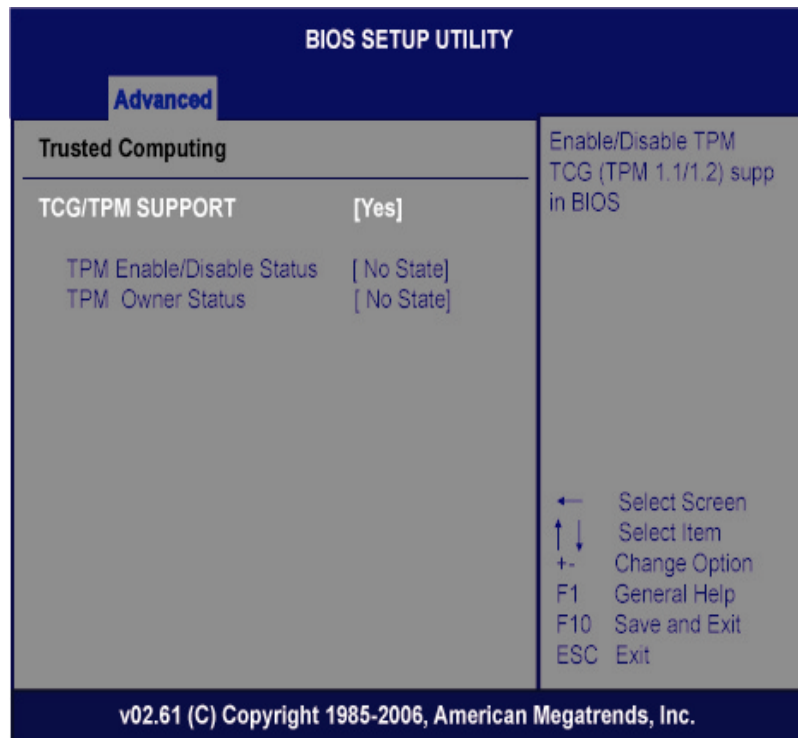 BIOS SETUP UTILITY
Advanced
Trusted Computing
TCG/TPM SUPPORT [Yes]
TPM Enable/Disable Status [ No State]
TPM Owner Status [ No State]
Enable/Disable TPM
TCG (TPM 1.1/1.2) supp
in BIOS
← Select Screen
↑↓ Select Item
+- Change Option
F1 General Help
F10 Save and Exit
ESC Exit
v02.61 (C) Copyright 1985-2006, American Megatrends, Inc.